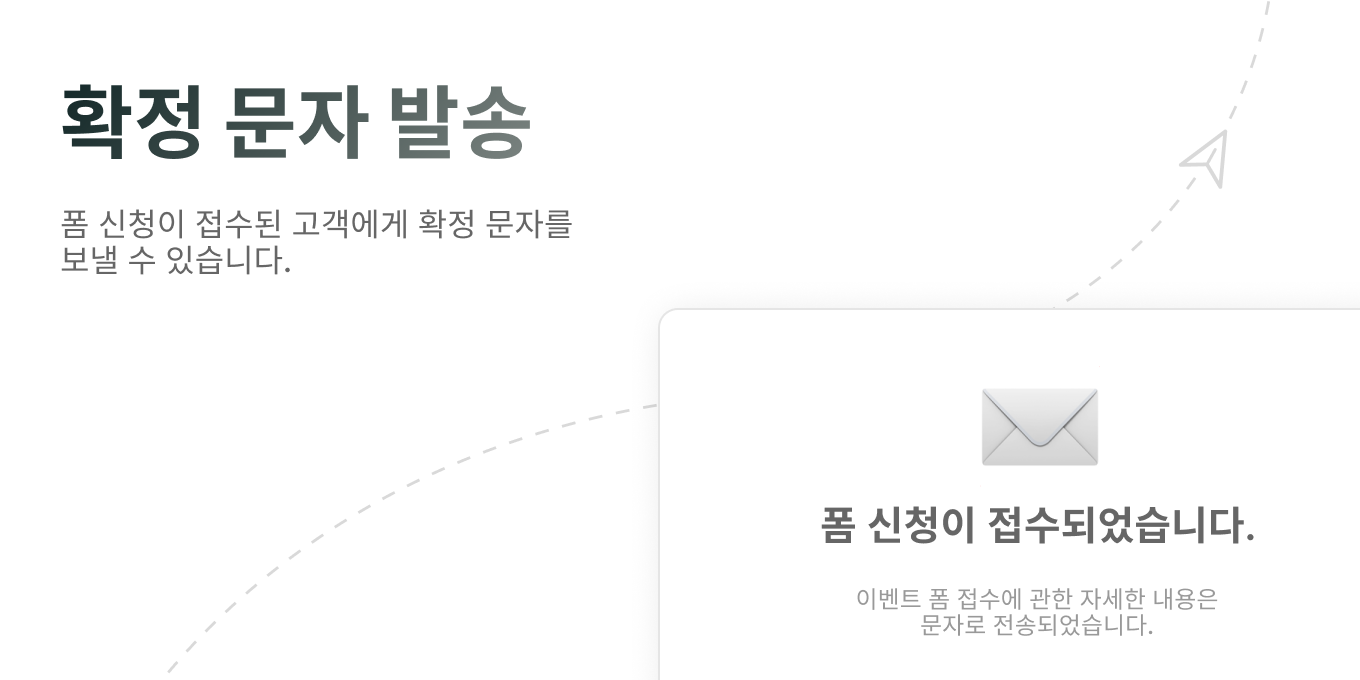 확정 문자 발송
폼 신청이 접수된 고객에게 확정 문자를
보낼 수 있습니다.
폼 신청이 접수되었습니다.
이벤트 폼 접수에 관한 자세한 내용은
문자로 전송되었습니다.